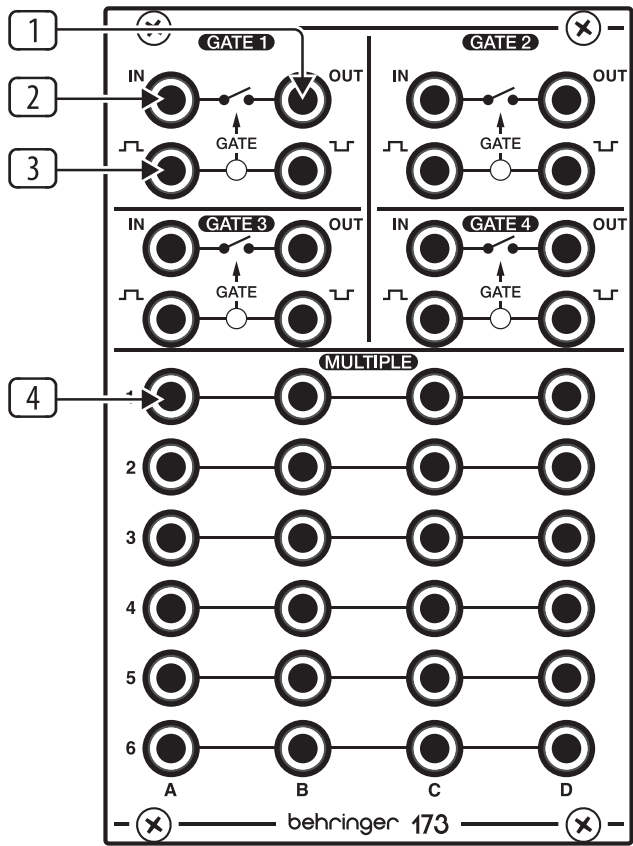 1
GATE 1
GATE 2
IN
OUT
IN
OUT
2
GATE
GATE
3
GATE 3
GATE 4
IN
OUT
IN
OUT
GATE
GATE
MULTIPLE
4
1
2
3
4
5
6
A B C D
behringer 173